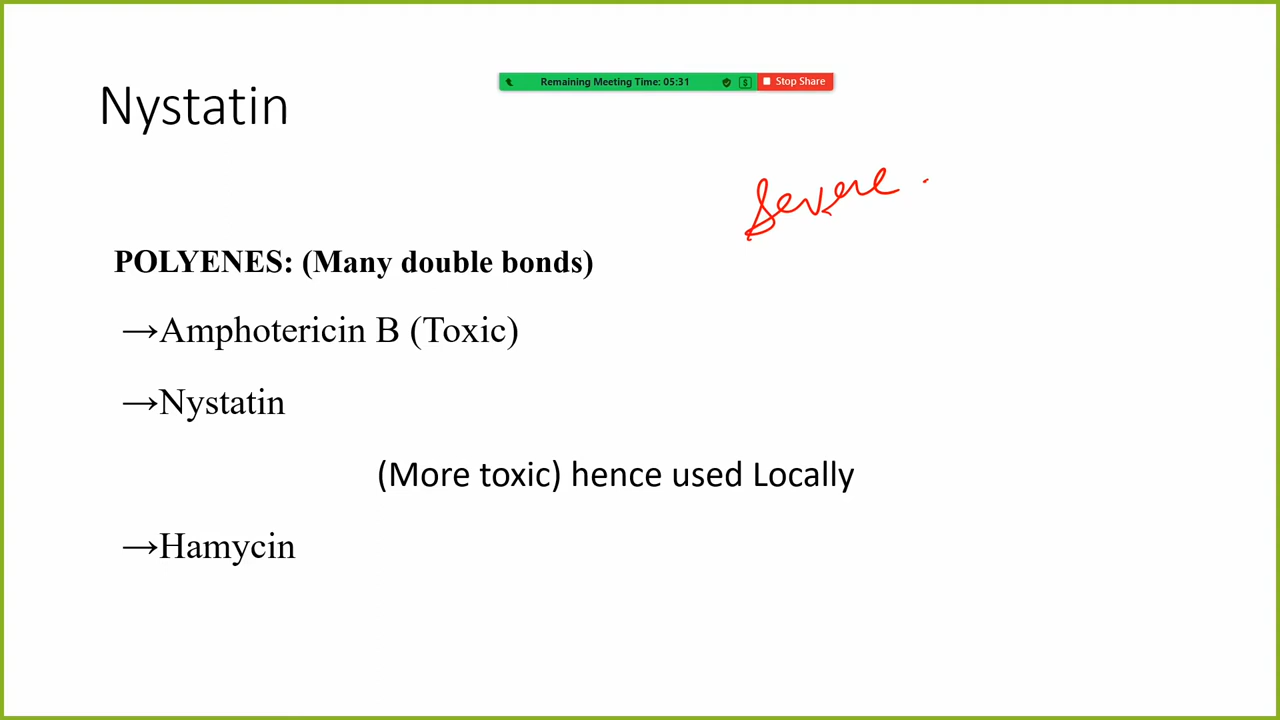 Remaining Meeting Time: 05:31 Stop Share
Nystatin
Severe
POLYENES: (Many double bonds)
→Amphotericin B (Toxic)
→Nystatin
(More toxic) hence used Locally
→Hamycin